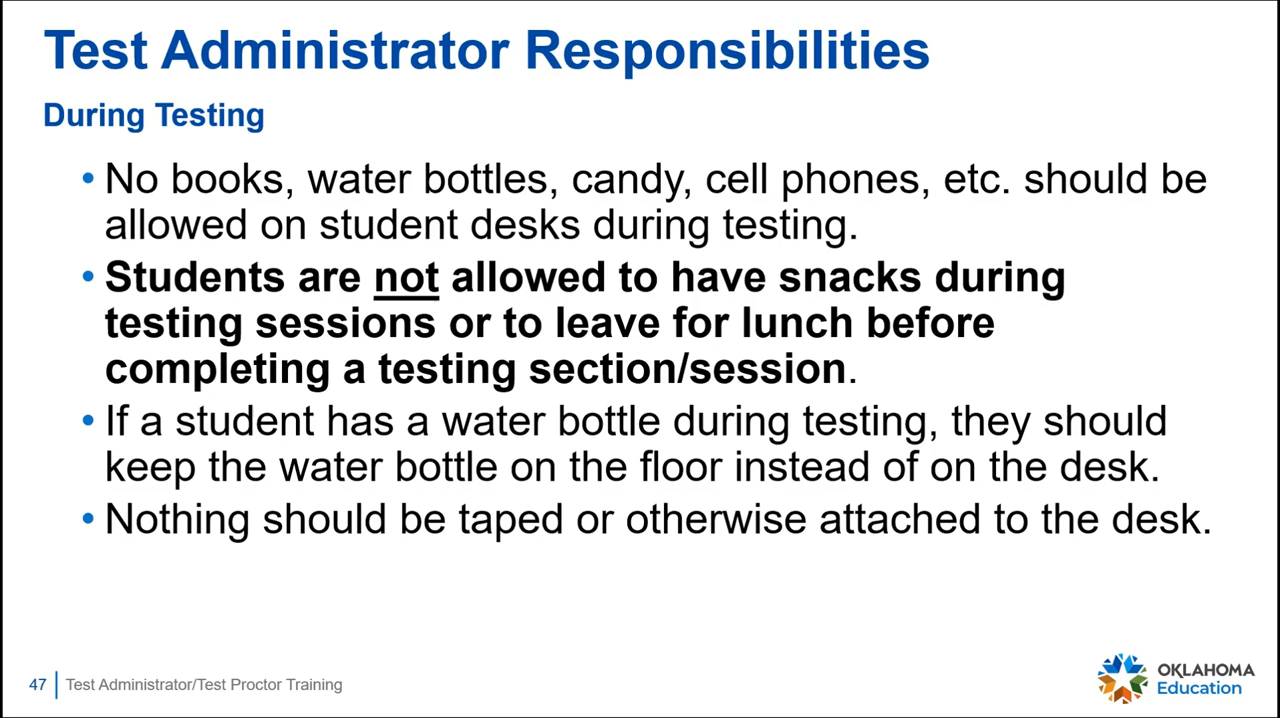 Test Administrator Responsibilities
During Testing
• No books, water bottles, candy, cell phones, etc. should be
allowed on student desks during testing.
• Students are not allowed to have snacks during
testing sessions or to leave for lunch before
completing a testing section/session.
• If a student has a water bottle during testing, they should
keep the water bottle on the floor instead of on the desk.
• Nothing should be taped or otherwise attached to the desk.
47 | Test Administrator/Test Proctor Training
OKLAHOMA
Education